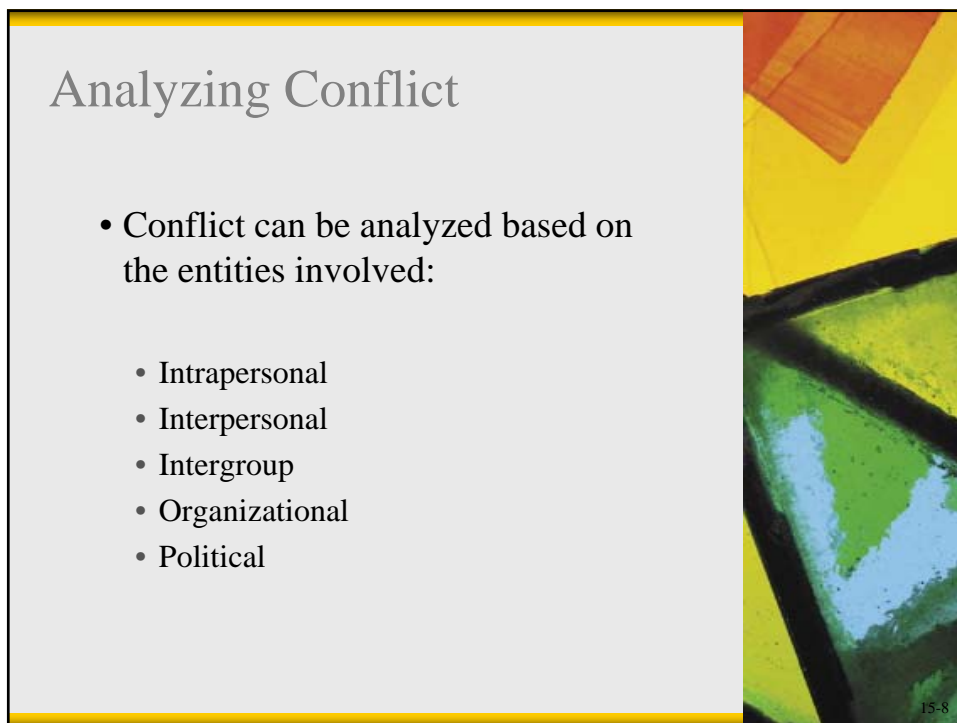 Analyzing Conflict
• Conflict can be analyzed based on
the entities involved:
• Intrapersonal
• Interpersonal
• Intergroup
• Organizational
• Political
15-8